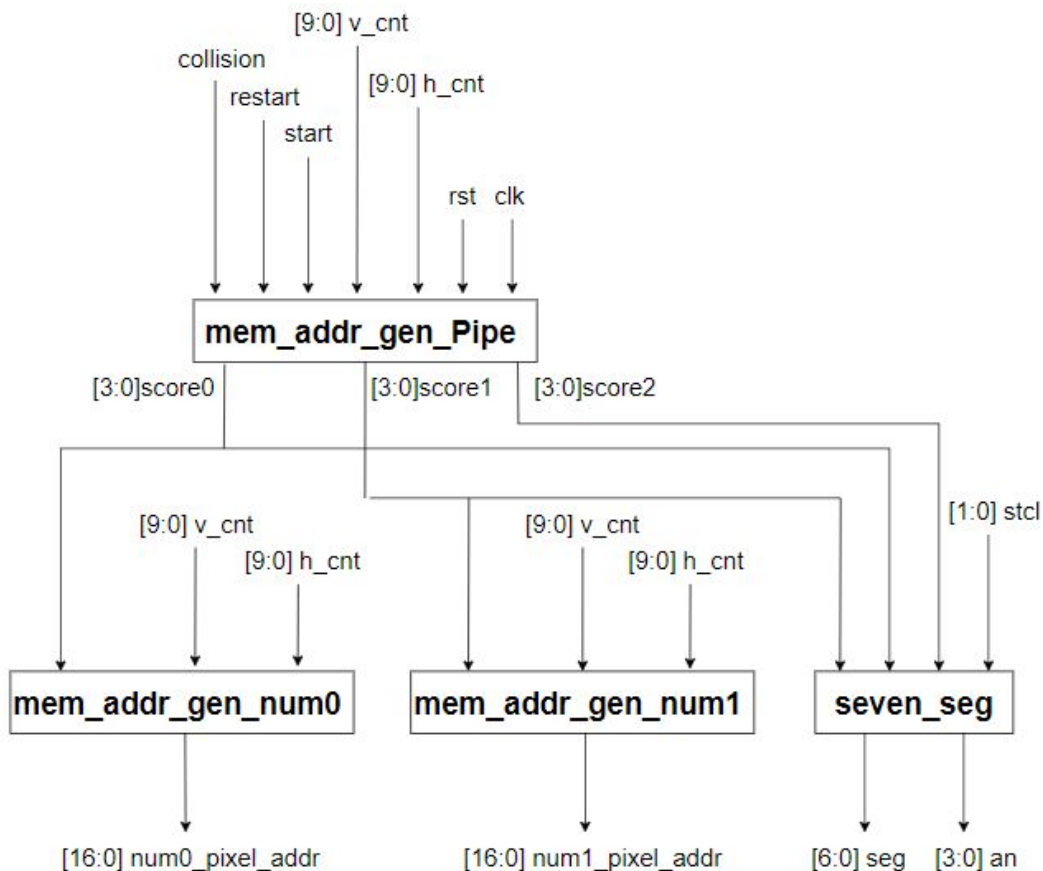 [9:0] v_cnt
collision
[9:0] h_cnt
restart
start
rst clk
mem_addr_gen_Pipe
[3:0]score0 [3:0]score1 [3:0]score2
[1:0] stcl
[9:0] v_cnt [9:0] v_cnt
[9:0] h_cnt [9:0] h_cnt
mem_addr_gen_num0 mem_addr_gen_num1 seven_seg
[16:0] num0_pixel_addr [16:0] num1_pixel_addr [6:0] seg [3:0] an